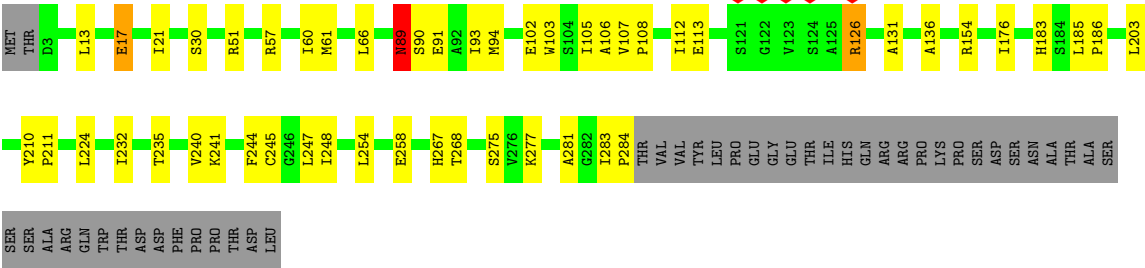 MET THR D3 L13 E17 I21 S30 R51 R57 I60 M61 L66 N89 S90 E91 A92 I93 M94 E102 W103 S104 I105 A106 V107 P108 I112 E113 S121 G122 V123 S124 A125 R126 A131 A136 R154 I176 H183 S184 L185 P186 L203
Y210 P211 L224 I232 T235 V240 K241 F244 C245 G246 L247 I248 L254 E258 H267 T268 S275 V276 K277 A281 G282 I283 P284 THR VAL VAL TYR LEU PRO GLU GLY GLU THR ILE HIS GLN ARG ARG PRO LYS PRO SER ASP SER ASN ALA THR ALA SER
SER SER ALA ARG GLN TRP THR ASP ASP PHE PRO PRO THR ASP LEU